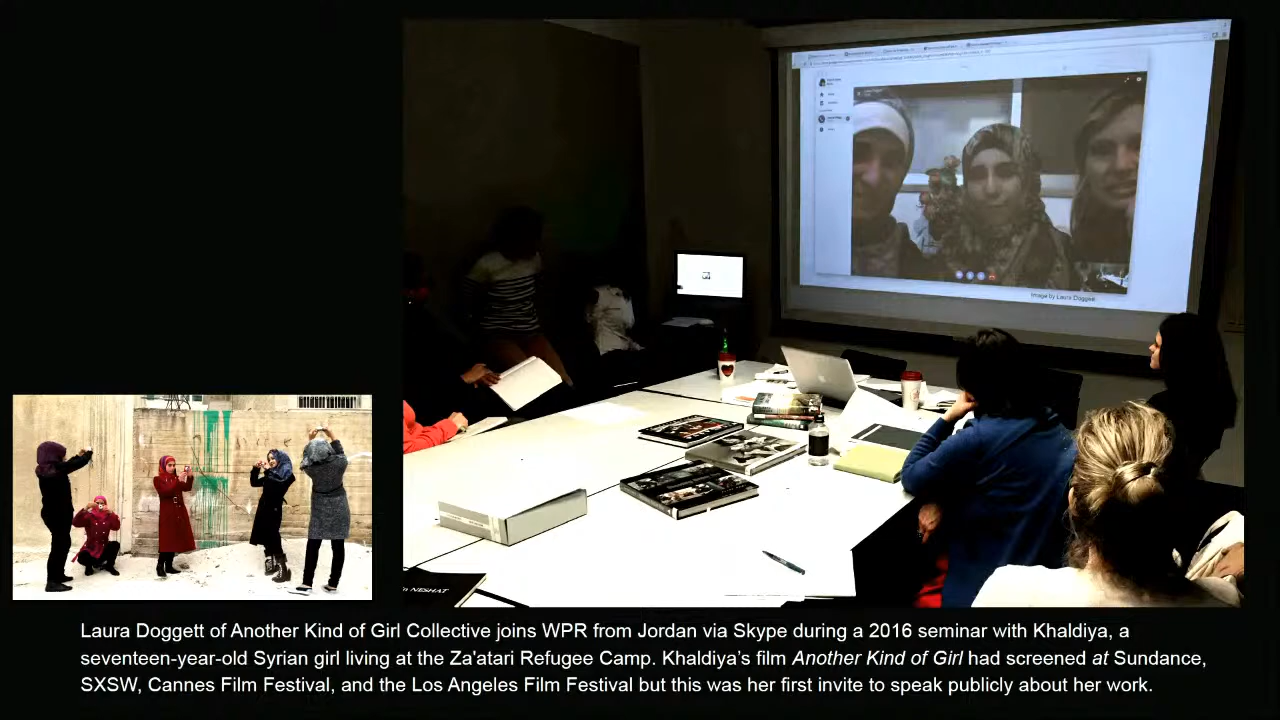 Image by Laura Doggett
n NESHAT
Laura Doggett of Another Kind of Girl Collective joins WPR from Jordan via Skype during a 2016 seminar with Khaldiya, a
seventeen-year-old Syrian girl living at the Za'atari Refugee Camp. Khaldiya's film Another Kind of Girl had screened at Sundance,
SXSW, Cannes Film Festival, and the Los Angeles Film Festival but this was her first invite to speak publicly about her work.